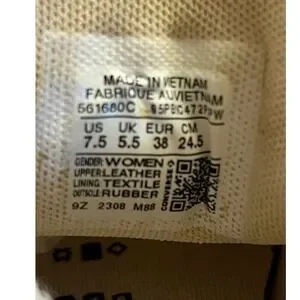 MADE IN VIETNAM
FABRIQUE AU VIETNAM
561680C
US UK EUR CM
7.5 5.5 38 24.5
GENDER: WOMEN
UPPER: LEATHER
LINING: TEXTILE
OUTSOLE: RUBBER
CONVERSE
9Z 2308 M88